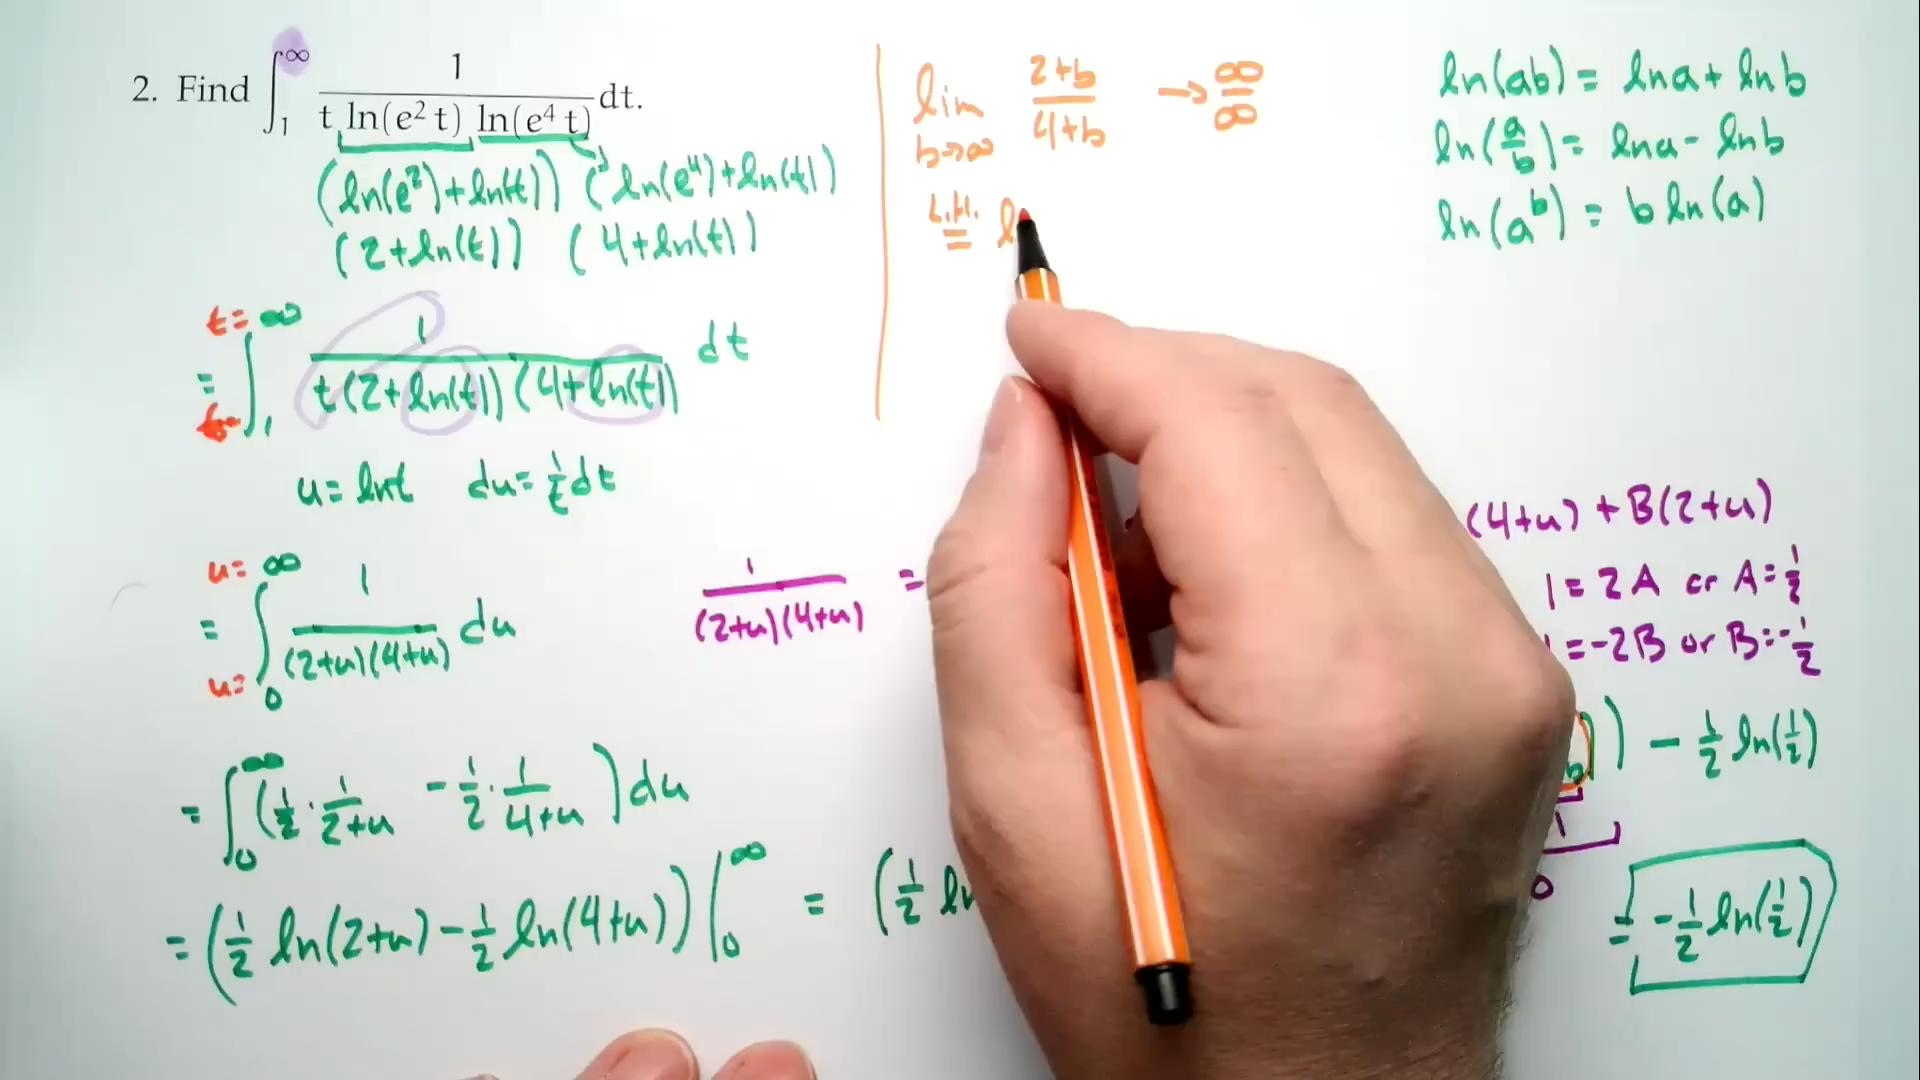 2. Find ∫₁^∞ 1/(t ln(e² t) ln(e⁴ t)) dt.
(ln(e²)+ln(t)) (ln(e⁴)+ln(t))
(2+ln(t)) (4+ln(t))
t= ∞
= ∫₁ 1/(t(2+ln(t))(4+ln(t))) dt
u= lnt du= 1/t dt
u= ∞
= ∫ 1/((2+u)(4+u)) du
u= 0
= ∫₀^∞ (1/2 · 1/(2+u) - 1/2 · 1/(4+u)) du
= (1/2 ln(2+u) - 1/2 ln(4+u)) |₀^∞ = (1/2 ln
lim b→∞ (2+b)/(4+b) → ∞/∞
L.H. =
ln(ab) = lna + lnb
ln(a/b) = lna - lnb
ln(a^b) = b ln(a)
1/((2+u)(4+u)) =
(4+u) + B(2+u)
1 = 2A or A = 1/2
1 = -2B or B = -1/2
b)) - 1/2 ln(1/2)
1
0
= -1/2 ln(1/2)